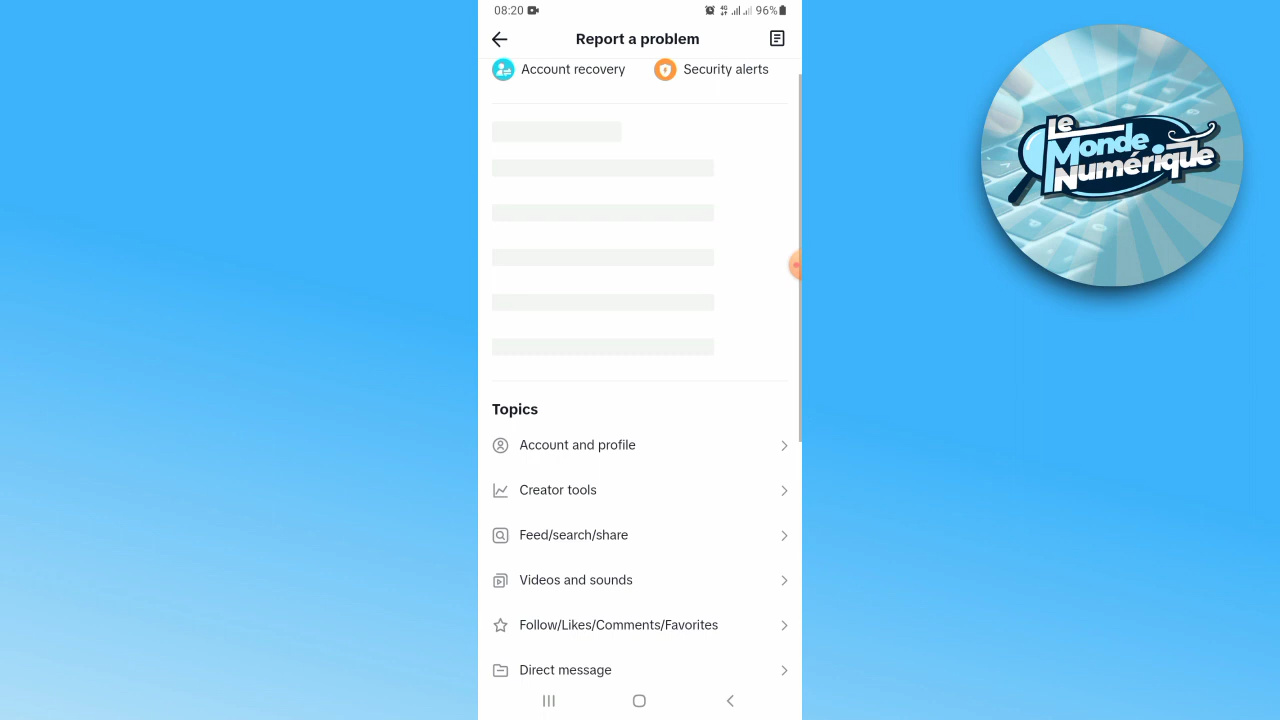 08:20
4G
96%
Report a problem
Account recovery
Security alerts
Topics
Account and profile
Creator tools
Feed/search/share
Videos and sounds
Follow/Likes/Comments/Favorites
Direct message
Le
Monde
Numérique